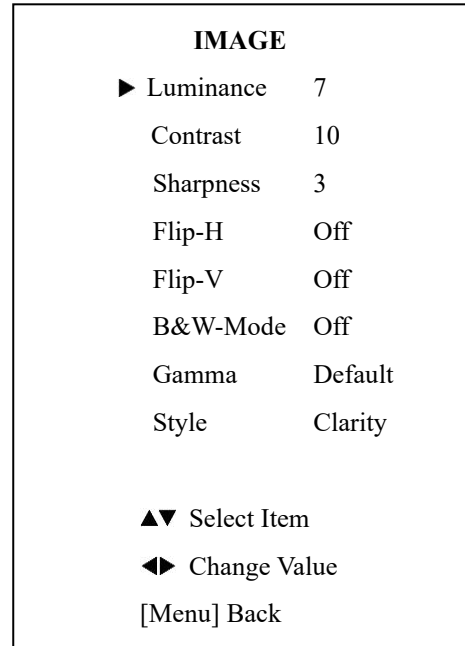 IMAGE
▶ Luminance 7
Contrast 10
Sharpness 3
Flip-H Off
Flip-V Off
B&W-Mode Off
Gamma Default
Style Clarity
▲▼ Select Item
◀▶ Change Value
[Menu] Back